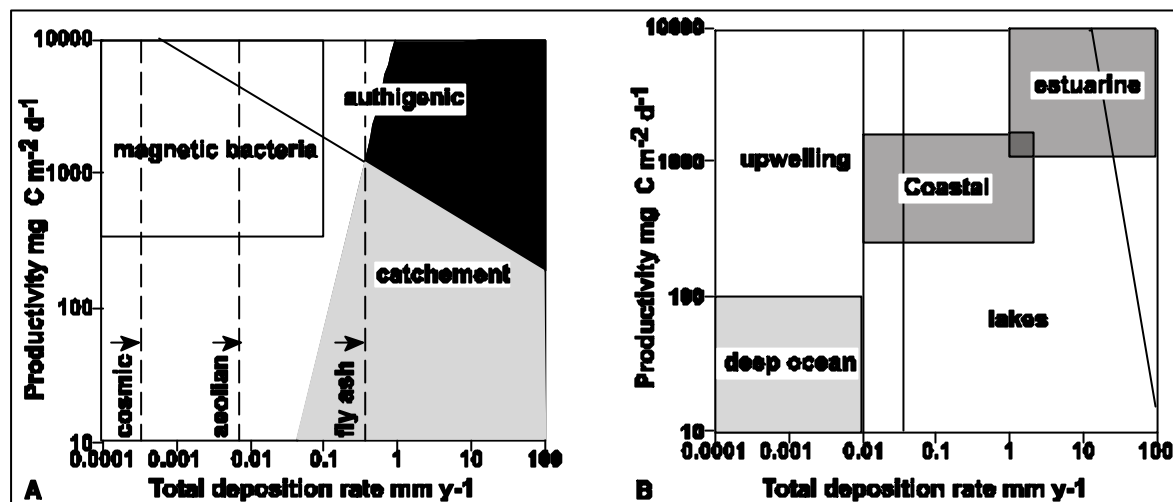 10000
1000
100
10
Productivity mg C m-2 d-1
authigenic
magnetic bacteria
catchement
cosmic
aeolian
fly ash
0.0001 0.001 0.01 0.1 1 10 100
A Total deposition rate mm y-1
10000
1000
100
10
Productivity mg C m-2 d-1
estuarine
upwelling
Coastal
lakes
deep ocean
0.0001 0.001 0.01 0.1 1 10 100
B Total deposition rate mm y-1